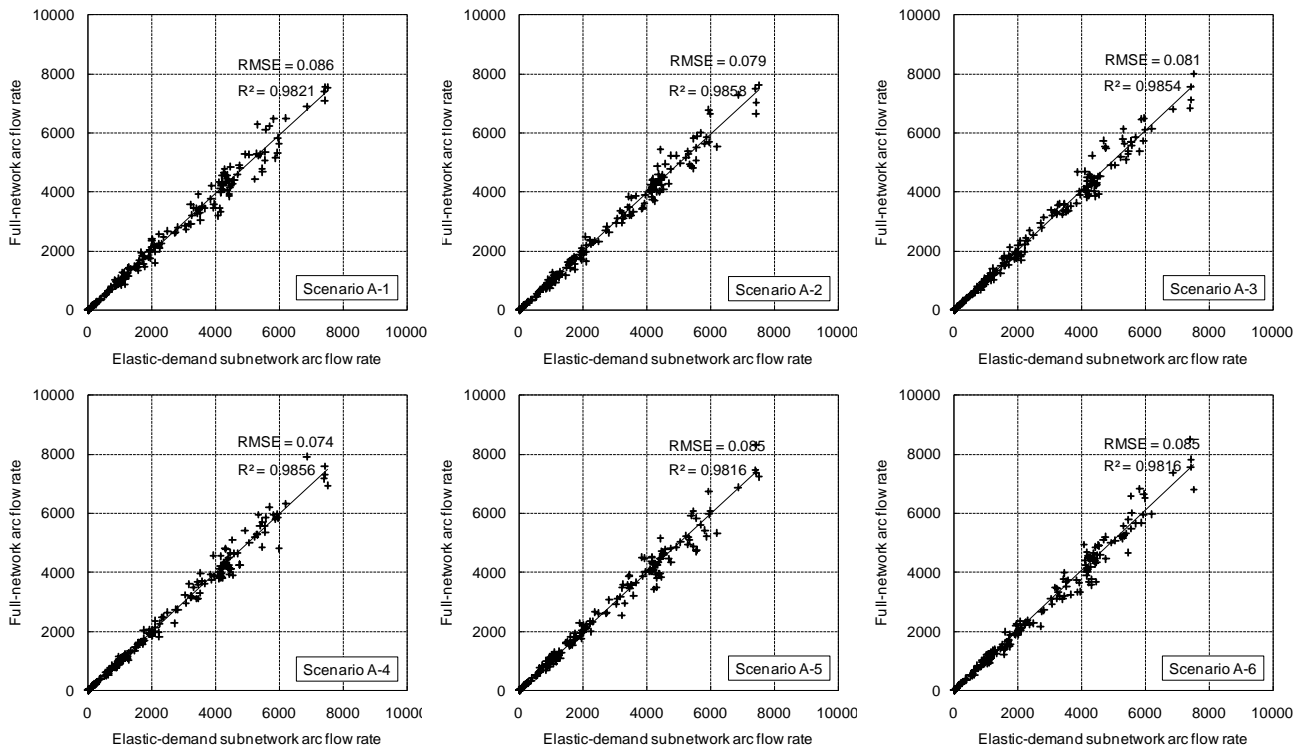 10000
8000
6000
4000
2000
0
Full-network arc flow rate
RMSE = 0.086
R² = 0.9821
Scenario A-1
0 2000 4000 6000 8000 10000
Elastic-demand subnetwork arc flow rate
10000
8000
6000
4000
2000
0
Full-network arc flow rate
RMSE = 0.079
R² = 0.9858
Scenario A-2
0 2000 4000 6000 8000 10000
Elastic-demand subnetwork arc flow rate
10000
8000
6000
4000
2000
0
Full-network arc flow rate
RMSE = 0.081
R² = 0.9854
Scenario A-3
0 2000 4000 6000 8000 10000
Elastic-demand subnetwork arc flow rate
10000
8000
6000
4000
2000
0
Full-network arc flow rate
RMSE = 0.074
R² = 0.9856
Scenario A-4
0 2000 4000 6000 8000 10000
Elastic-demand subnetwork arc flow rate
10000
8000
6000
4000
2000
0
Full-network arc flow rate
RMSE = 0.085
R² = 0.9816
Scenario A-5
0 2000 4000 6000 8000 10000
Elastic-demand subnetwork arc flow rate
10000
8000
6000
4000
2000
0
Full-network arc flow rate
RMSE = 0.085
R² = 0.9816
Scenario A-6
0 2000 4000 6000 8000 10000
Elastic-demand subnetwork arc flow rate